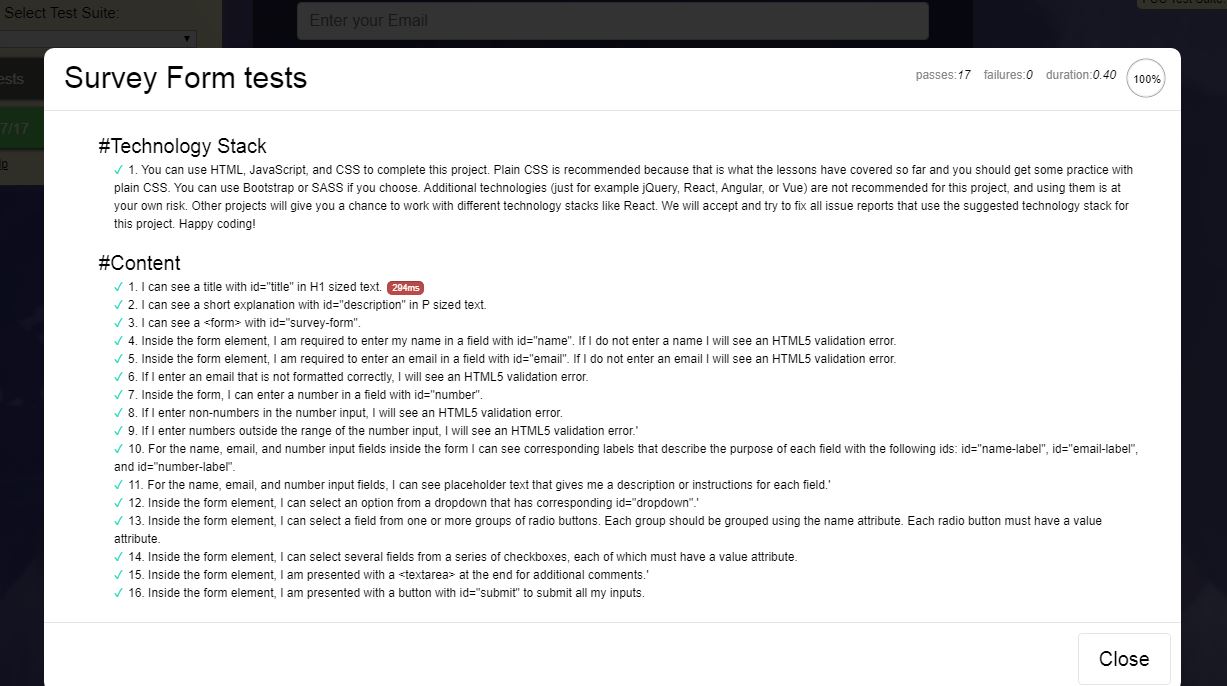 Select Test Suite:
Enter your Email
ests
7/17
lp
Survey Form tests
passes:17 failures:0 duration:0.40 100%
#Technology Stack
✓ 1. You can use HTML, JavaScript, and CSS to complete this project. Plain CSS is recommended because that is what the lessons have covered so far and you should get some practice with
plain CSS. You can use Bootstrap or SASS if you choose. Additional technologies (just for example jQuery, React, Angular, or Vue) are not recommended for this project, and using them is at
your own risk. Other projects will give you a chance to work with different technology stacks like React. We will accept and try to fix all issue reports that use the suggested technology stack for
this project. Happy coding!
#Content
✓ 1. I can see a title with id="title" in H1 sized text. 294ms
✓ 2. I can see a short explanation with id="description" in P sized text.
✓ 3. I can see a <form> with id="survey-form".
✓ 4. Inside the form element, I am required to enter my name in a field with id="name". If I do not enter a name I will see an HTML5 validation error.
✓ 5. Inside the form element, I am required to enter an email in a field with id="email". If I do not enter an email I will see an HTML5 validation error.
✓ 6. If I enter an email that is not formatted correctly, I will see an HTML5 validation error.
✓ 7. Inside the form, I can enter a number in a field with id="number".
✓ 8. If I enter non-numbers in the number input, I will see an HTML5 validation error.
✓ 9. If I enter numbers outside the range of the number input, I will see an HTML5 validation error.'
✓ 10. For the name, email, and number input fields inside the form I can see corresponding labels that describe the purpose of each field with the following ids: id="name-label", id="email-label",
and id="number-label".
✓ 11. For the name, email, and number input fields, I can see placeholder text that gives me a description or instructions for each field.'
✓ 12. Inside the form element, I can select an option from a dropdown that has corresponding id="dropdown".'
✓ 13. Inside the form element, I can select a field from one or more groups of radio buttons. Each group should be grouped using the name attribute. Each radio button must have a value
attribute.
✓ 14. Inside the form element, I can select several fields from a series of checkboxes, each of which must have a value attribute.
✓ 15. Inside the form element, I am presented with a <textarea> at the end for additional comments.'
✓ 16. Inside the form element, I am presented with a button with id="submit" to submit all my inputs.
Close